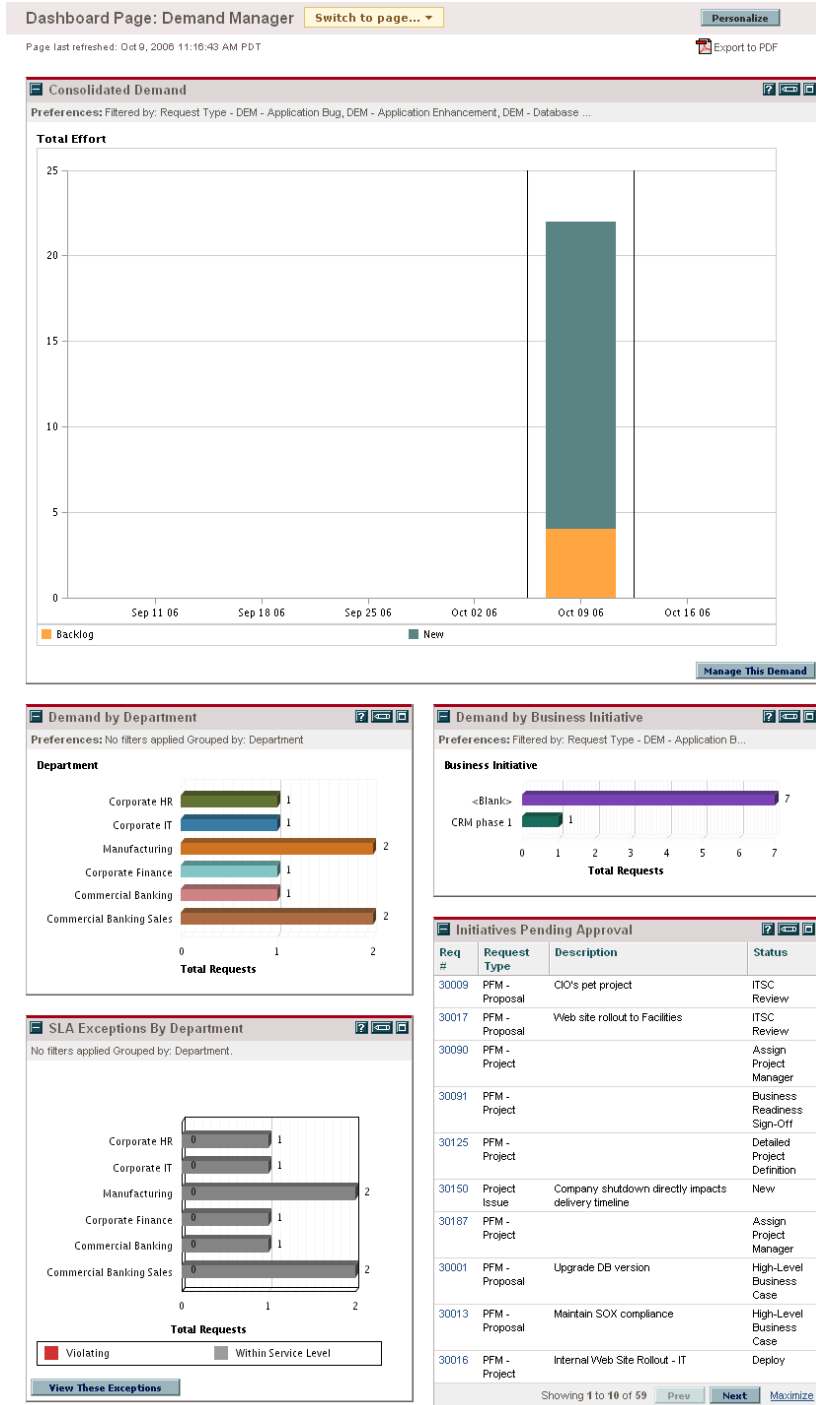 Dashboard Page: Demand Manager Switch to page... Personalize
Page last refreshed: Oct 9, 2006 11:16:43 AM PDT Export to PDF
Consolidated Demand ?
Preferences: Filtered by: Request Type - DEM - Application Bug, DEM - Application Enhancement, DEM - Database ...
Total Effort
25
20
15
10
5
0
Sep 11 06 Sep 18 06 Sep 25 06 Oct 02 06 Oct 09 06 Oct 16 06
Backlog New
Manage This Demand
Demand by Department ?
Preferences: No filters applied Grouped by: Department
Department
Corporate HR 1
Corporate IT 1
Manufacturing 2
Corporate Finance 1
Commercial Banking 1
Commercial Banking Sales 2
0 1 2
Total Requests
SLA Exceptions By Department ?
No filters applied Grouped by: Department.
Corporate HR 0 1
Corporate IT 0 1
Manufacturing 0 2
Corporate Finance 0 1
Commercial Banking 0 1
Commercial Banking Sales 0 2
0 1 2
Total Requests
Violating Within Service Level
View These Exceptions
Demand by Business Initiative ?
Preferences: Filtered by: Request Type - DEM - Application B...
Business Initiative
<Blank> 7
CRM phase 1 1
0 1 2 3 4 5 6 7
Total Requests
Initiatives Pending Approval ?
Req Request Description Status
# Type
30009 PFM - CIO's pet project ITSC
Proposal Review
30017 PFM - Web site rollout to Facilities ITSC
Proposal Review
30090 PFM - Assign
Project Project
Manager
30091 PFM - Business
Project Readiness
Sign-Off
30125 PFM - Detailed
Project Project
Definition
30150 Project Company shutdown directly impacts New
Issue delivery timeline
30187 PFM - Assign
Project Project
Manager
30001 PFM - Upgrade DB version High-Level
Proposal Business
Case
30013 PFM - Maintain SOX compliance High-Level
Proposal Business
Case
30016 PFM - Internal Web Site Rollout - IT Deploy
Project
Showing 1 to 10 of 59 Prev Next Maximize